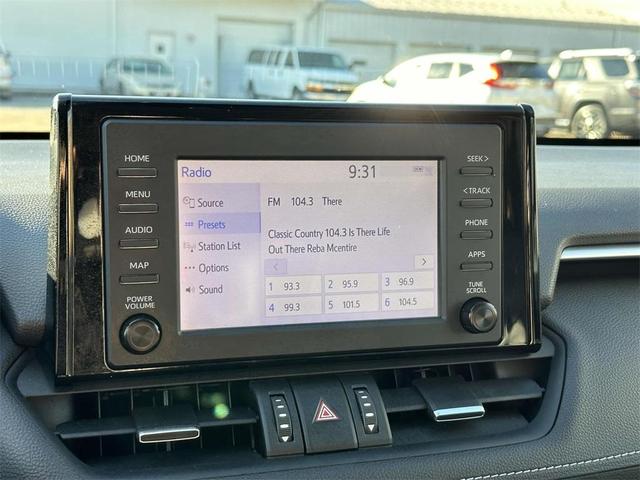 HOME
MENU
AUDIO
MAP
POWER
VOLUME
Radio 9:31
Source
Presets
Station List
Options
Sound
FM 104.3 There
Classic Country 104.3 Is There Life
Out There Reba Mcentire
< >
1 93.3 2 95.9 3 96.9
4 99.3 5 101.5 6 104.5
SEEK >
< TRACK
PHONE
APPS
TUNE
SCROLL